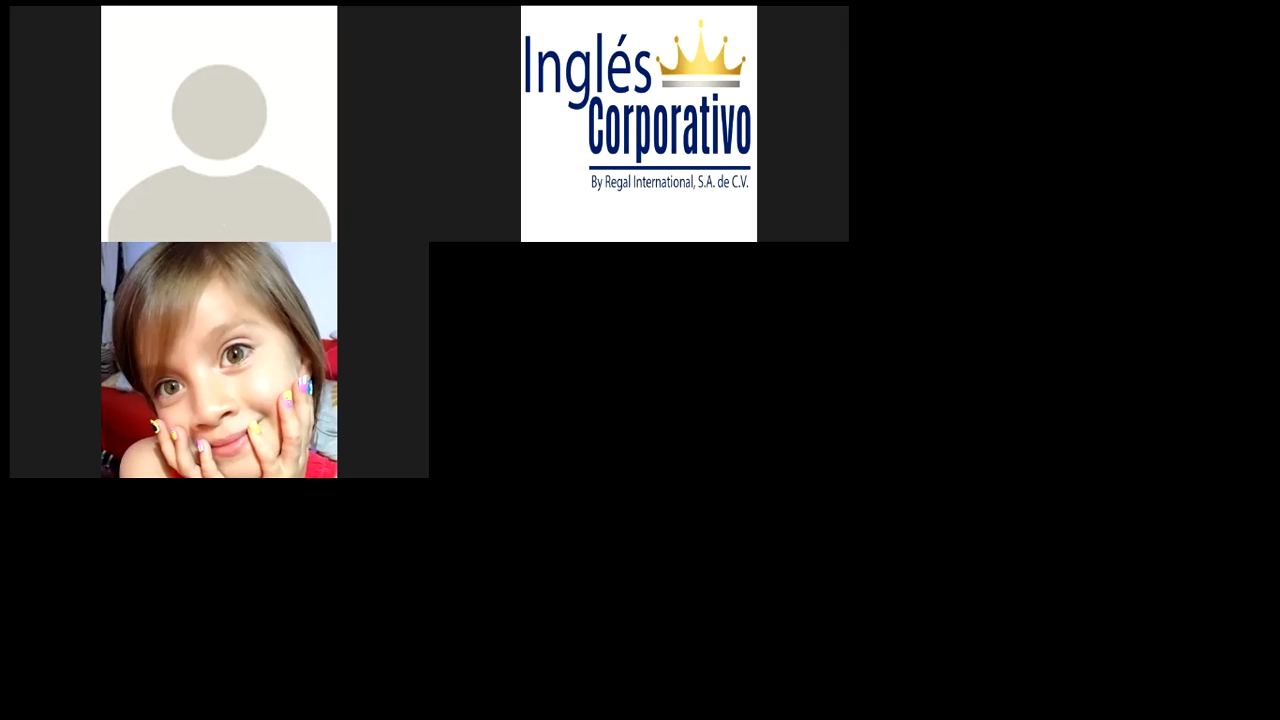 Inglés
Corporativo
By Regal International, S.A. de C.V.